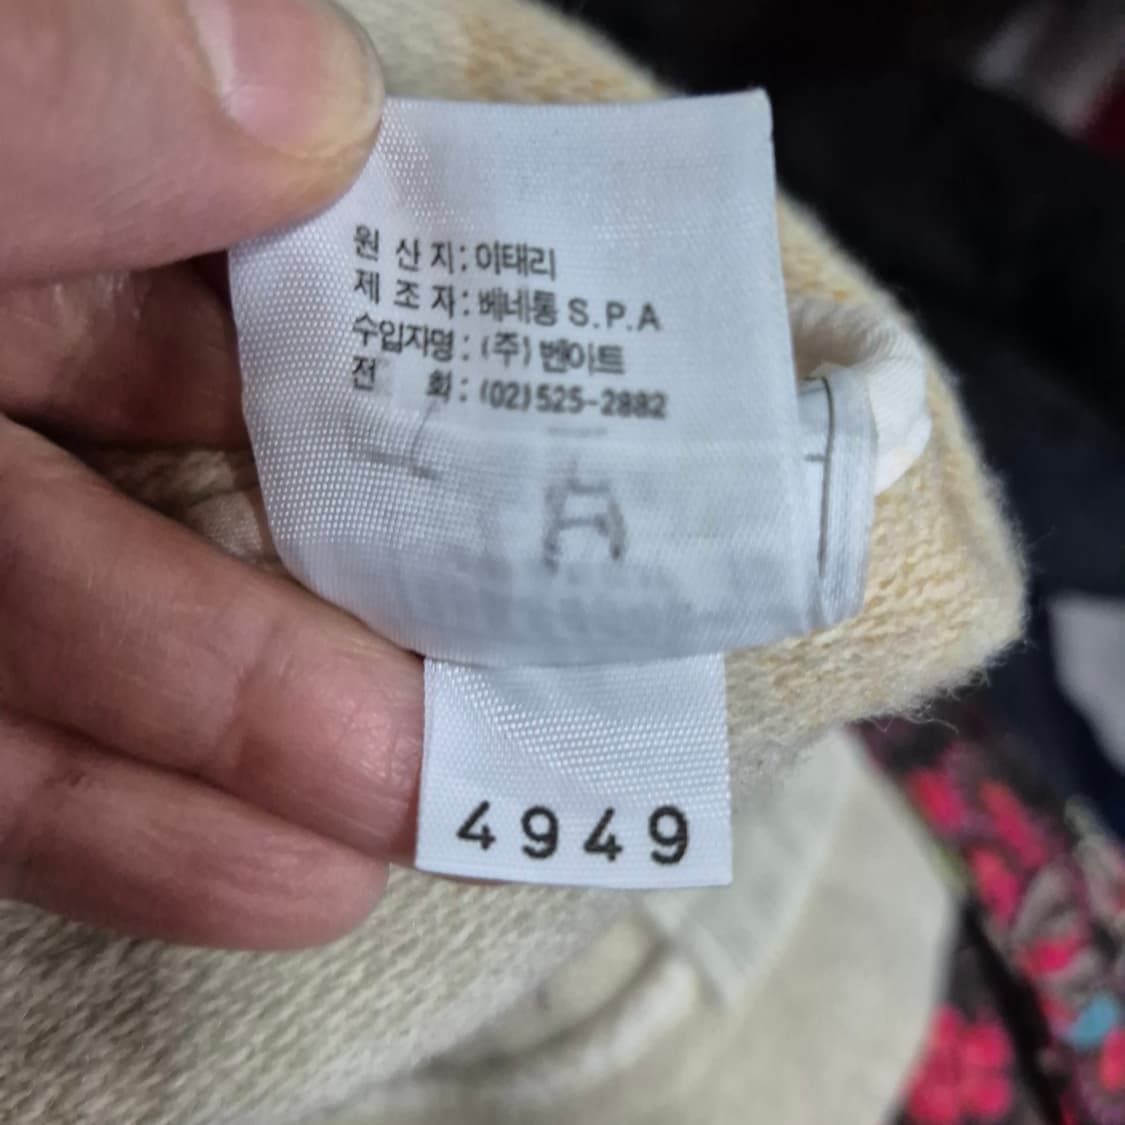 원 산 지: 이태리
제 조 자: 베네통 S.P.A
수입자명: (주) 벤아트
전 화: (02)525-2882
4949